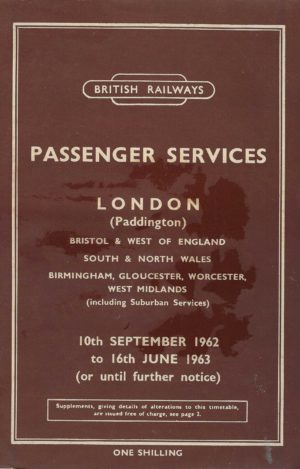 BRITISH RAILWAYS
PASSENGER SERVICES
LONDON
(Paddington)
BRISTOL & WEST OF ENGLAND
SOUTH & NORTH WALES
BIRMINGHAM, GLOUCESTER, WORCESTER,
WEST MIDLANDS
(including Suburban Services)
10th SEPTEMBER 1962
to 16th JUNE 1963
(or until further notice)
Supplements, giving details of alterations to this timetable,
are issued free of charge, see page 2.
ONE SHILLING